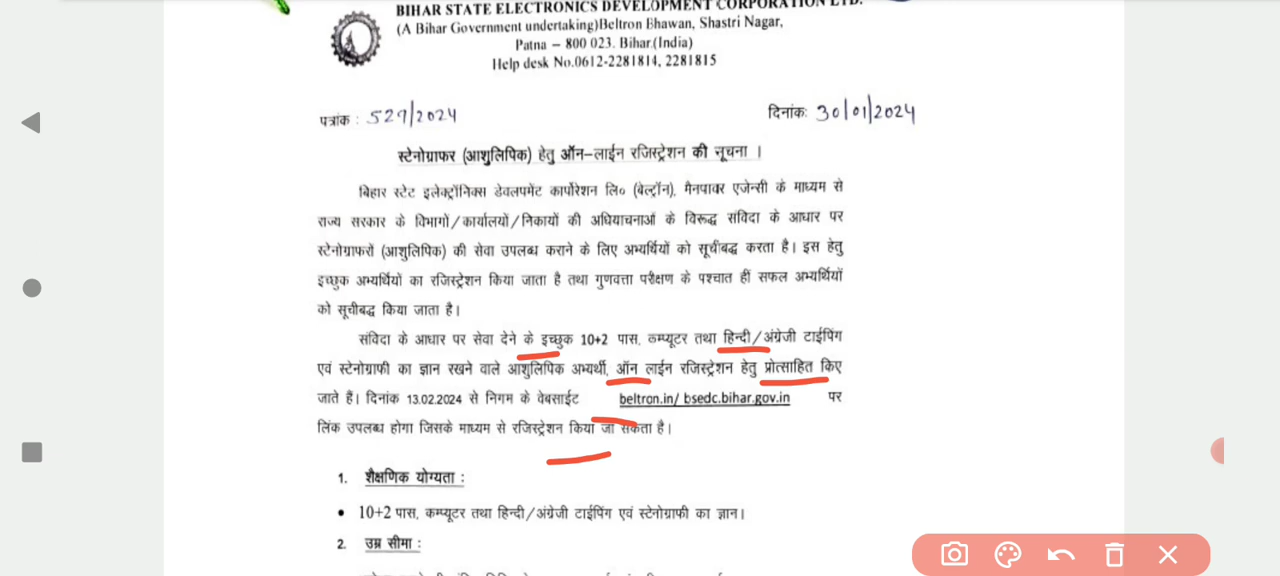 BIHAR STATE ELECTRONICS DEVELOPMENT CORPORATION LTD.
(A Bihar Government undertaking)Beltron Bhawan, Shastri Nagar,
Patna – 800 023. Bihar.(India)
Help desk No.0612-2281814, 2281815
पत्रांक : 527/2024 दिनांकः 30/01/2024
स्टेनोग्राफर (आशुलिपिक) हेतु ऑन–लाईन रजिस्ट्रेशन की सूचना ।
बिहार स्टेट इलेक्ट्रॉनिक्स डेवलपमेंट कार्पोरेशन लि० (बेल्ट्रॉन), मैनपावर एजेन्सी के माध्यम से
राज्य सरकार के विभागों/कार्यालयों/निकायों की अधियाचनाओं के विरूद्ध संविदा के आधार पर
स्टेनोग्राफरों (आशुलिपिक) की सेवा उपलब्ध कराने के लिए अभ्यर्थियों को सूचीबद्ध करता है। इस हेतु
इच्छुक अभ्यर्थियों का रजिस्ट्रेशन किया जाता है तथा गुणवत्ता परीक्षण के पश्चात हीं सफल अभ्यर्थियों
को सूचीबद्ध किया जाता है।
संविदा के आधार पर सेवा देने के इच्छुक 10+2 पास, कम्प्यूटर तथा हिन्दी/अंग्रेजी टाईपिंग
एवं स्टेनोग्राफी का ज्ञान रखने वाले आशुलिपिक अभ्यर्थी, ऑन लाईन रजिस्ट्रेशन हेतु प्रोत्साहित किए
जाते हैं। दिनांक 13.02.2024 से निगम के वेबसाईट beltron.in/ bsedc.bihar.gov.in पर
लिंक उपलब्ध होगा जिसके माध्यम से रजिस्ट्रेशन किया जा सकता है।
1. शैक्षणिक योग्यता :
• 10+2 पास, कम्प्यूटर तथा हिन्दी/अंग्रेजी टाईपिंग एवं स्टेनोग्राफी का ज्ञान।
2. उम्र सीमा :